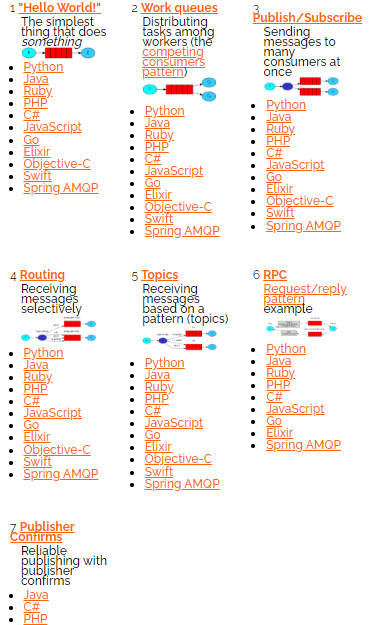 1 "Hello World!"
The simplest
thing that does
something
Python
Java
Ruby
PHP
C#
JavaScript
Go
Elixir
Objective-C
Swift
Spring AMQP
2 Work queues
Distributing
tasks among
workers (the
competing
consumers
pattern)
Python
Java
Ruby
PHP
C#
JavaScript
Go
Elixir
Objective-C
Swift
Spring AMQP
3
Publish/Subscribe
Sending
messages to
many
consumers at
once
Python
Java
Ruby
PHP
C#
JavaScript
Go
Elixir
Objective-C
Swift
Spring AMQP
4 Routing
Receiving
messages
selectively
Python
Java
Ruby
PHP
C#
JavaScript
Go
Elixir
Objective-C
Swift
Spring AMQP
5 Topics
Receiving
messages
based on a
pattern (topics)
Python
Java
Ruby
PHP
C#
JavaScript
Go
Elixir
Objective-C
Swift
Spring AMQP
6 RPC
Request/reply
pattern
example
Python
Java
Ruby
PHP
C#
JavaScript
Go
Elixir
Spring AMQP
7 Publisher
Confirms
Reliable
publishing with
publisher
confirms
Java
C#
PHP